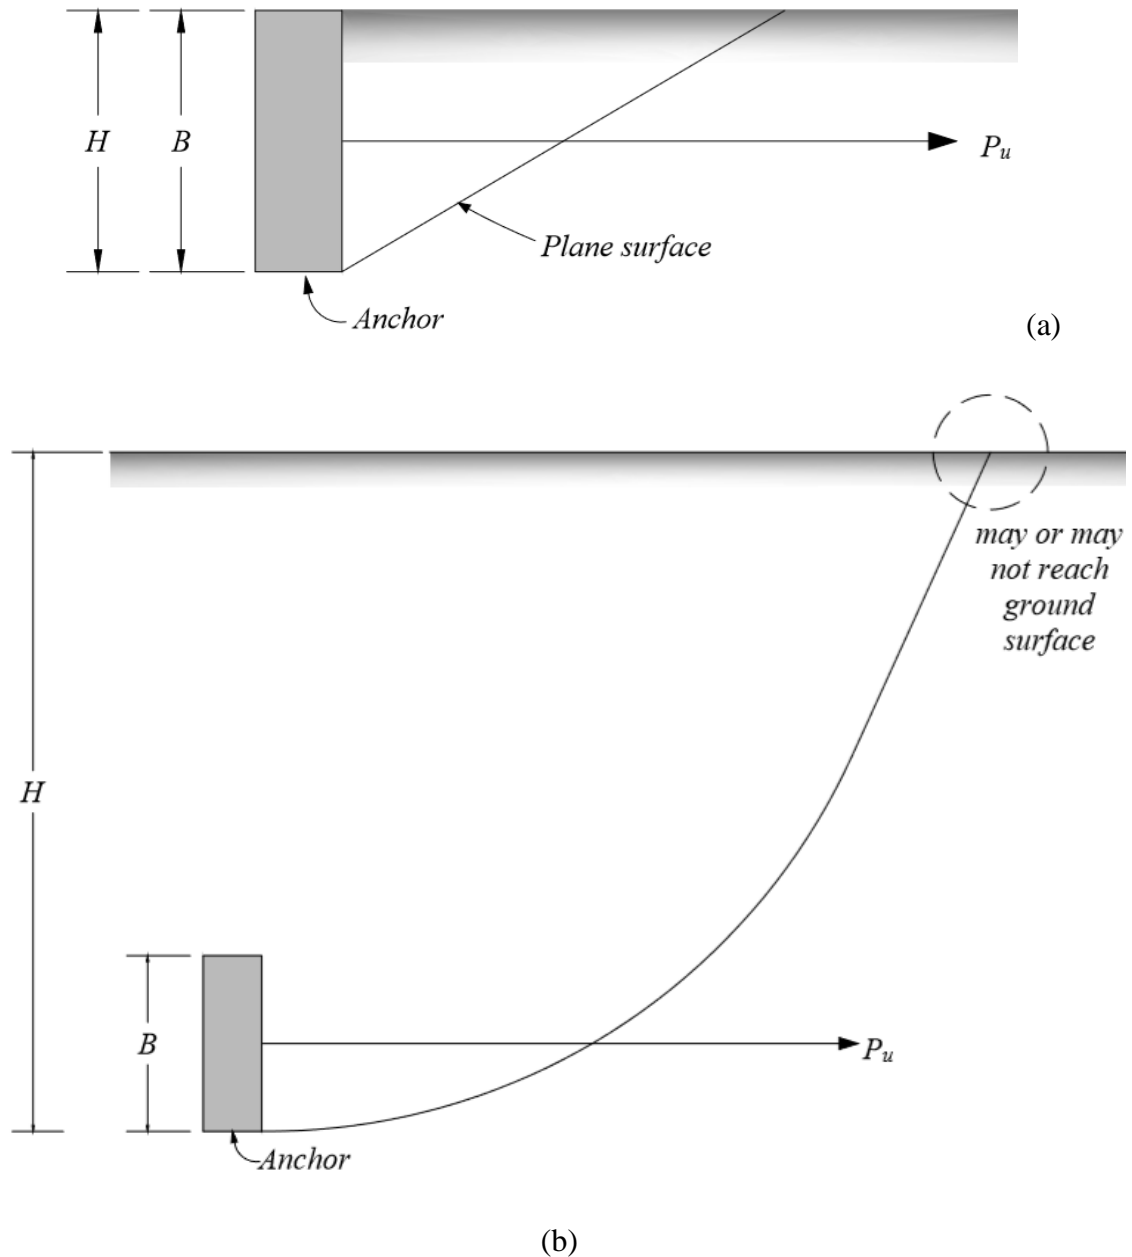 H
B
P_u
Plane surface
Anchor
(a)
may or may
not reach
ground
surface
H
B
P_u
Anchor
(b)